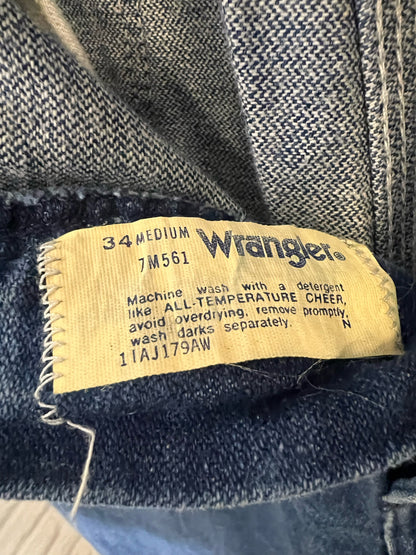 34 MEDIUM Wrangler®
7M561
Machine wash with a detergent
like ALL-TEMPERATURE CHEER,
avoid overdrying, remove promptly,
wash darks separately. N
11AJ179AW